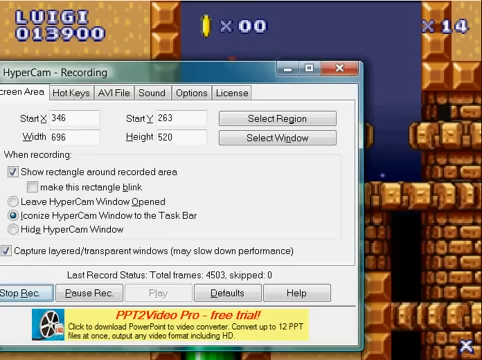 LUIGI
013900
x 00
x 14
HyperCam - Recording
creen Area
Hot Keys
AVI File
Sound
Options
License
Start X 346
Start Y 263
Select Region
Width 696
Height 520
Select Window
When recording:
Show rectangle around recorded area
make this rectangle blink
Leave HyperCam Window Opened
Iconize HyperCam Window to the Task Bar
Hide HyperCam Window
Capture layered/transparent windows (may slow down performance)
Last Record Status: Total frames: 4503, skipped: 0
Stop Rec.
Pause Rec.
Play
Defaults
Help
PPT2Video Pro - free trial!
Click to download PowerPoint to video converter. Convert up to 12 PPT
files at once, output any video format including HD.